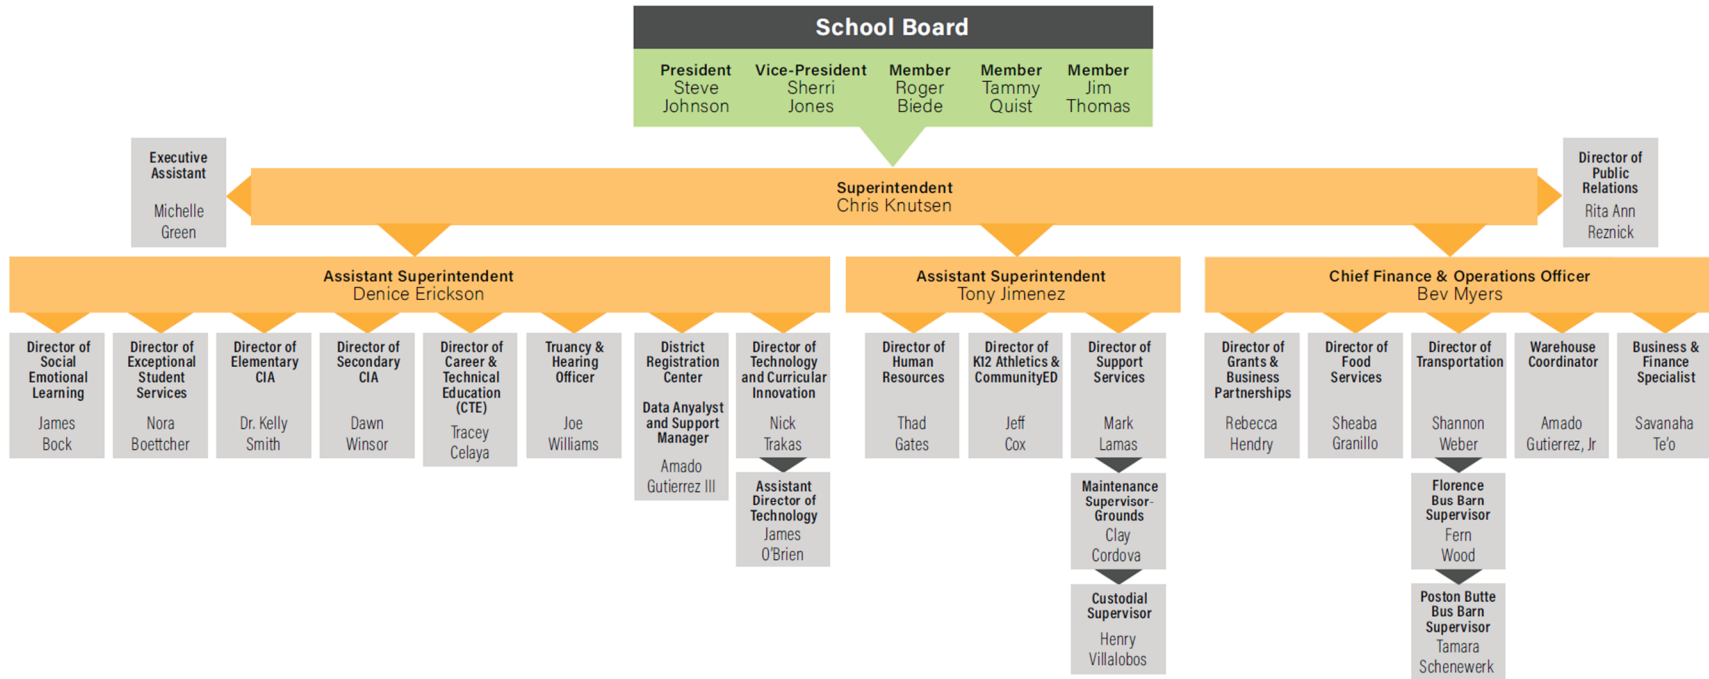 School Board
President
Steve
Johnson
Vice-President
Sherri
Jones
Member
Roger
Biede
Member
Tammy
Quist
Member
Jim
Thomas
Executive
Assistant
Michelle
Green
Superintendent
Chris Knutsen
Director of
Public
Relations
Rita Ann
Reznick
Assistant Superintendent
Denice Erickson
Assistant Superintendent
Tony Jimenez
Chief Finance & Operations Officer
Bev Myers
Director of
Social
Emotional
Learning
James
Bock
Director of
Exceptional
Student
Services
Nora
Boettcher
Director of
Elementary
CIA
Dr. Kelly
Smith
Director of
Secondary
CIA
Dawn
Winsor
Director of
Career &
Technical
Education
(CTE)
Tracey
Celaya
Truancy &
Hearing
Officer
Joe
Williams
District
Registration
Center
Data Anyalyst
and Support
Manager
Amado
Gutierrez III
Director of
Technology
and Curricular
Innovation
Nick
Trakas
Assistant
Director of
Technology
James
O'Brien
Director of
Human
Resources
Thad
Gates
Director of
K12 Athletics &
CommunityED
Jeff
Cox
Director of
Support
Services
Mark
Lamas
Maintenance
Supervisor-
Grounds
Clay
Cordova
Custodial
Supervisor
Henry
Villalobos
Director of
Grants &
Business
Partnerships
Rebecca
Hendry
Director of
Food
Services
Sheaba
Granillo
Director of
Transportation
Shannon
Weber
Florence
Bus Barn
Supervisor
Fern
Wood
Poston Butte
Bus Barn
Supervisor
Tamara
Schenewerk
Warehouse
Coordinator
Amado
Gutierrez, Jr
Business &
Finance
Specialist
Savanaha
Te'o